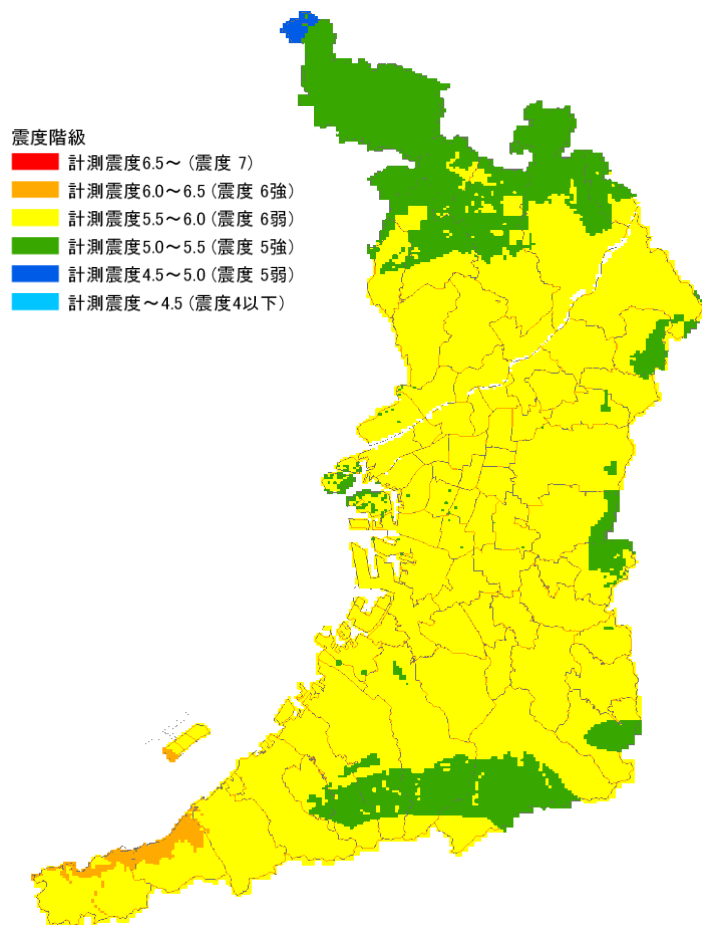 震度階級
計測震度6.5～ (震度 7)
計測震度6.0～6.5 (震度 6強)
計測震度5.5～6.0 (震度 6弱)
計測震度5.0～5.5 (震度 5強)
計測震度4.5～5.0 (震度 5弱)
計測震度～4.5 (震度4以下)